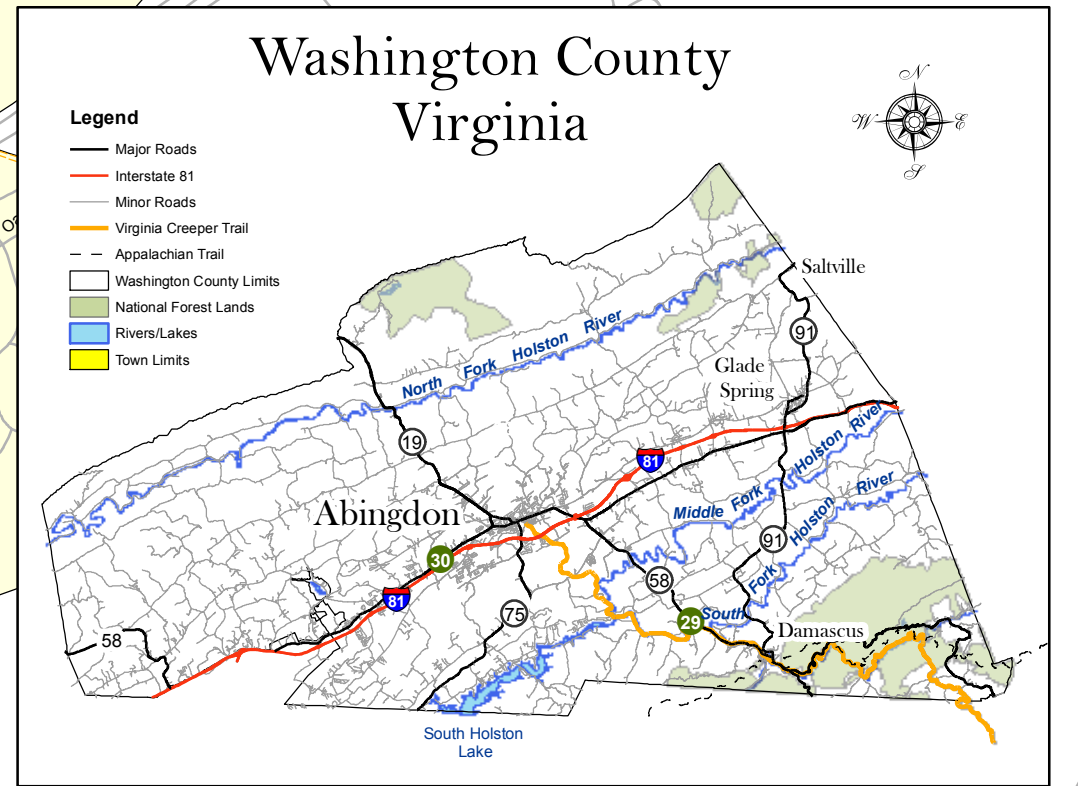 Washington County
Virginia
N
W E
S
Legend
Major Roads
Interstate 81
Minor Roads
Virginia Creeper Trail
Appalachian Trail
Washington County Limits
National Forest Lands
Rivers/Lakes
Town Limits
Saltville
91
North Fork Holston River
Glade
Spring
19
81
Middle Fork Holston River
Abingdon
South Fork Holston River
91
30
58
81
75
29
58
Damascus
South Holston
Lake